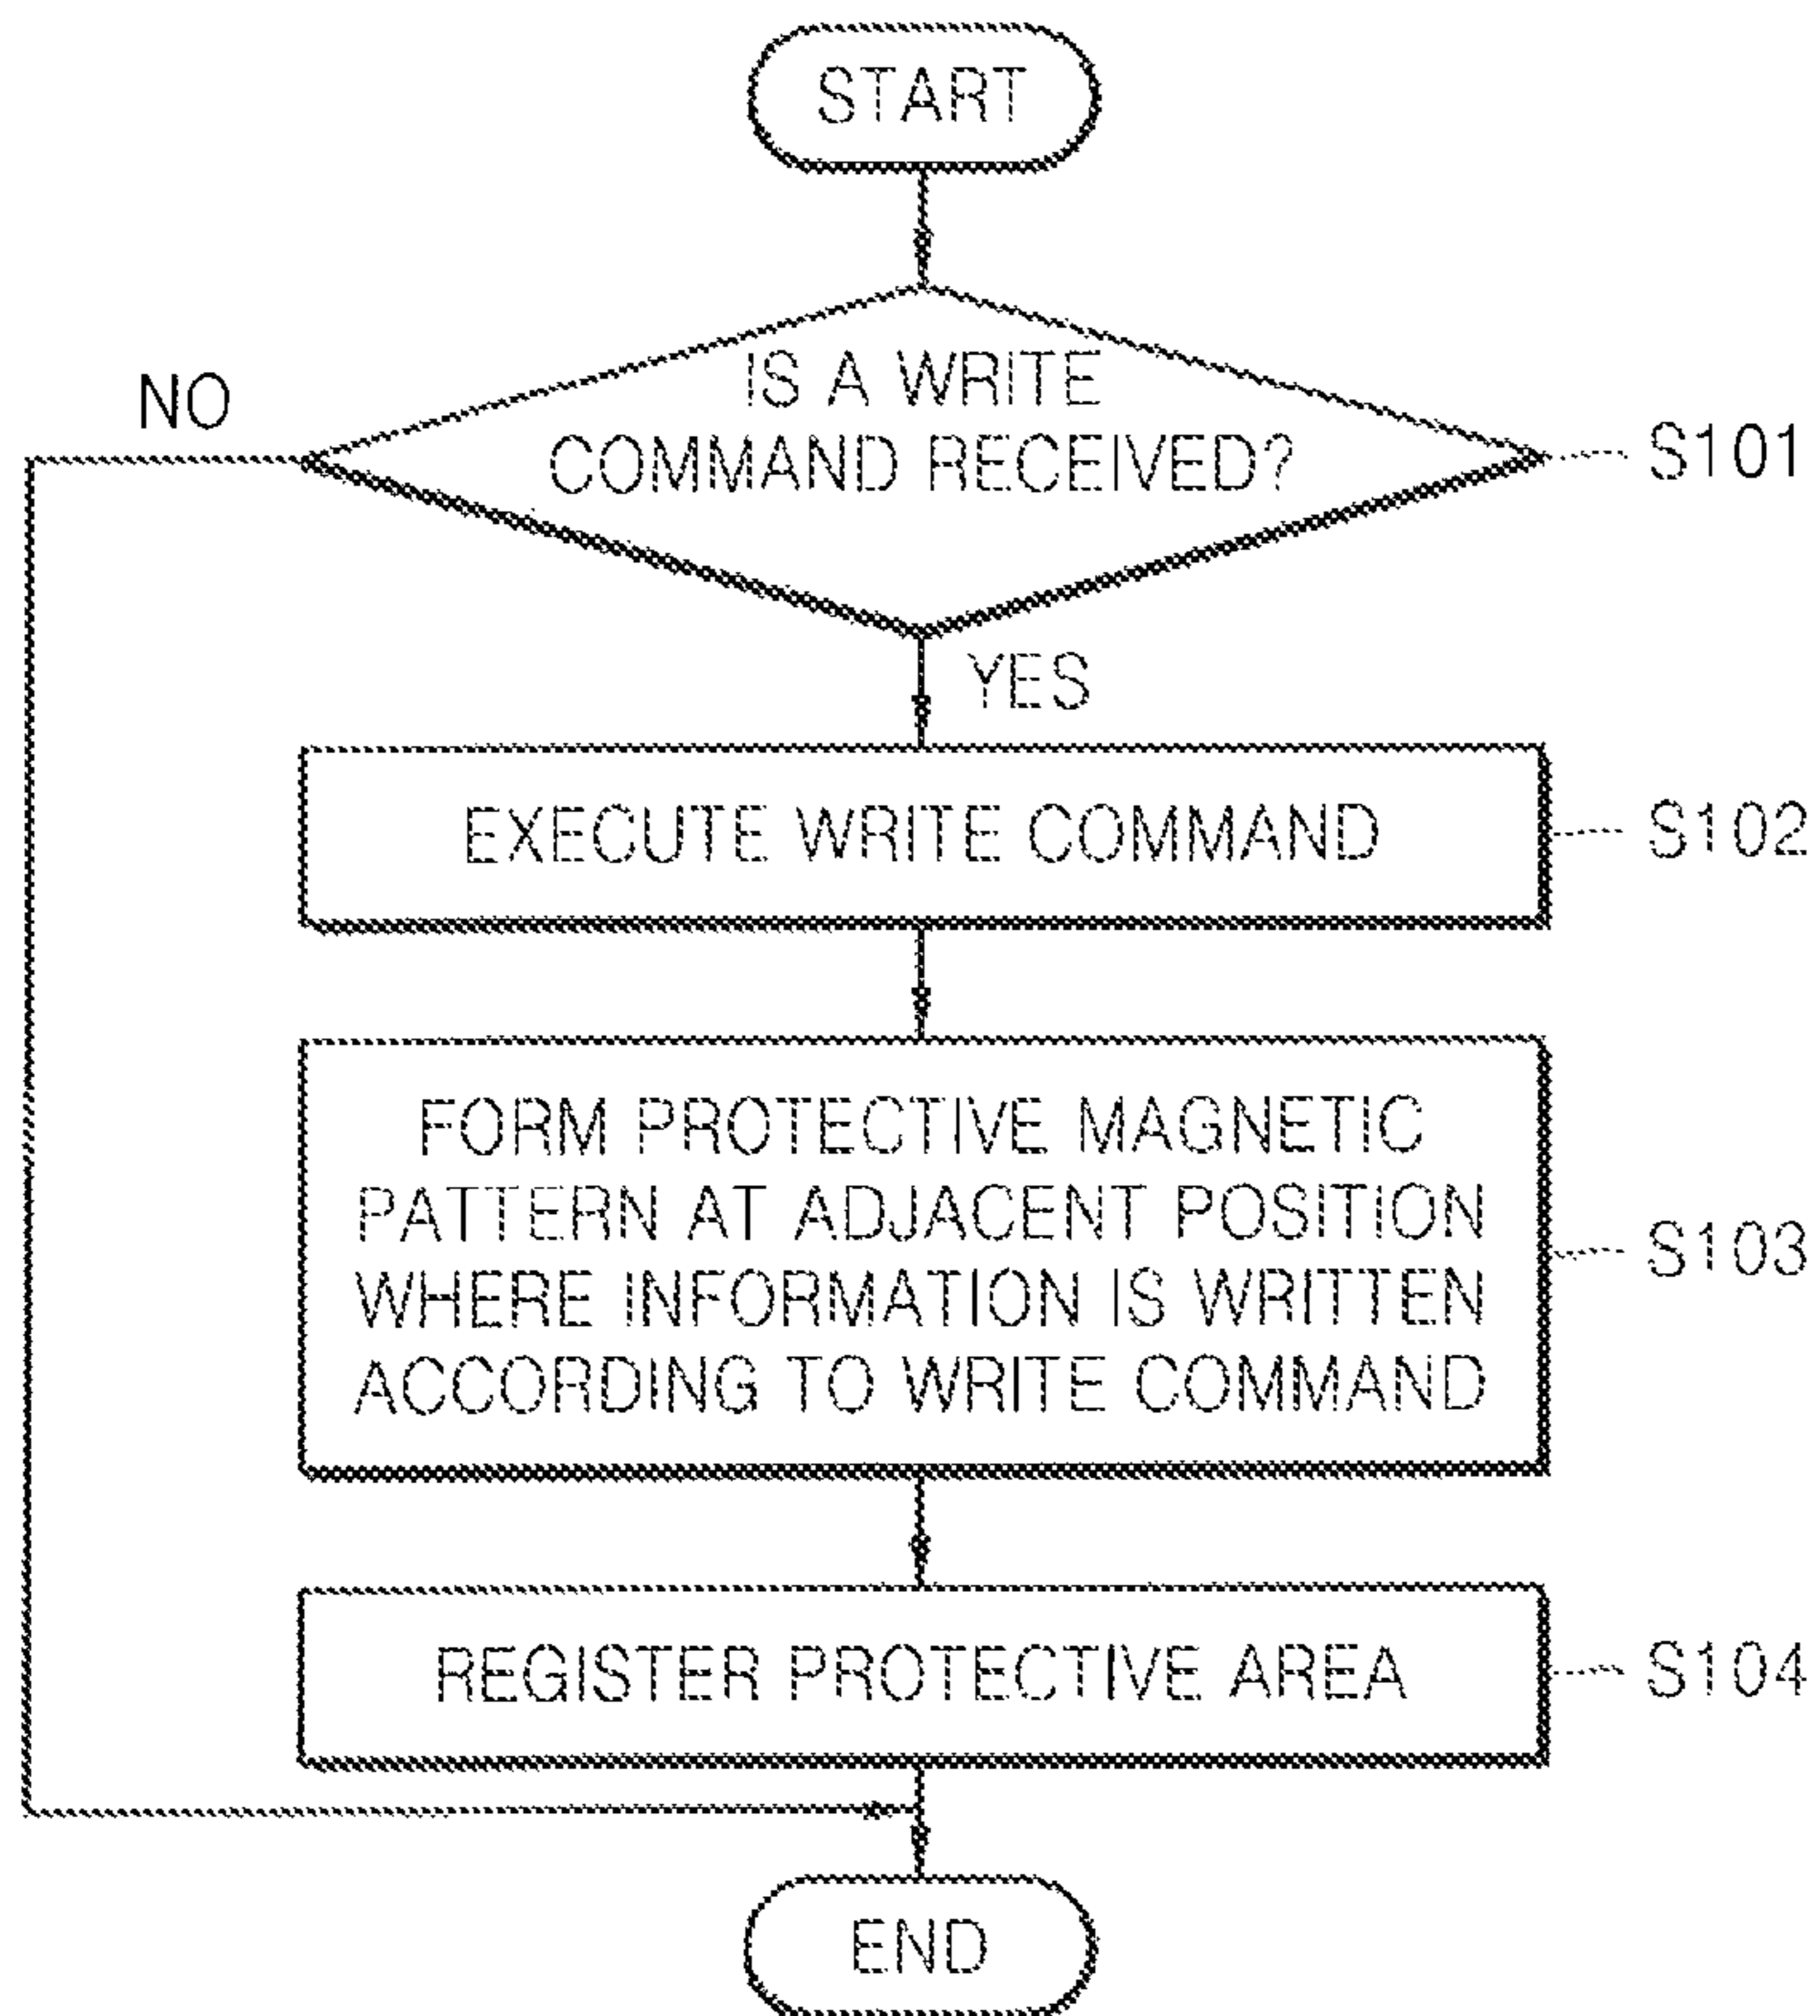 START
IS A WRITE
COMMAND RECEIVED?
NO
S101
YES
EXECUTE WRITE COMMAND
S102
FORM PROTECTIVE MAGNETIC
PATTERN AT ADJACENT POSITION
WHERE INFORMATION IS WRITTEN
ACCORDING TO WRITE COMMAND
S103
REGISTER PROTECTIVE AREA
S104
END